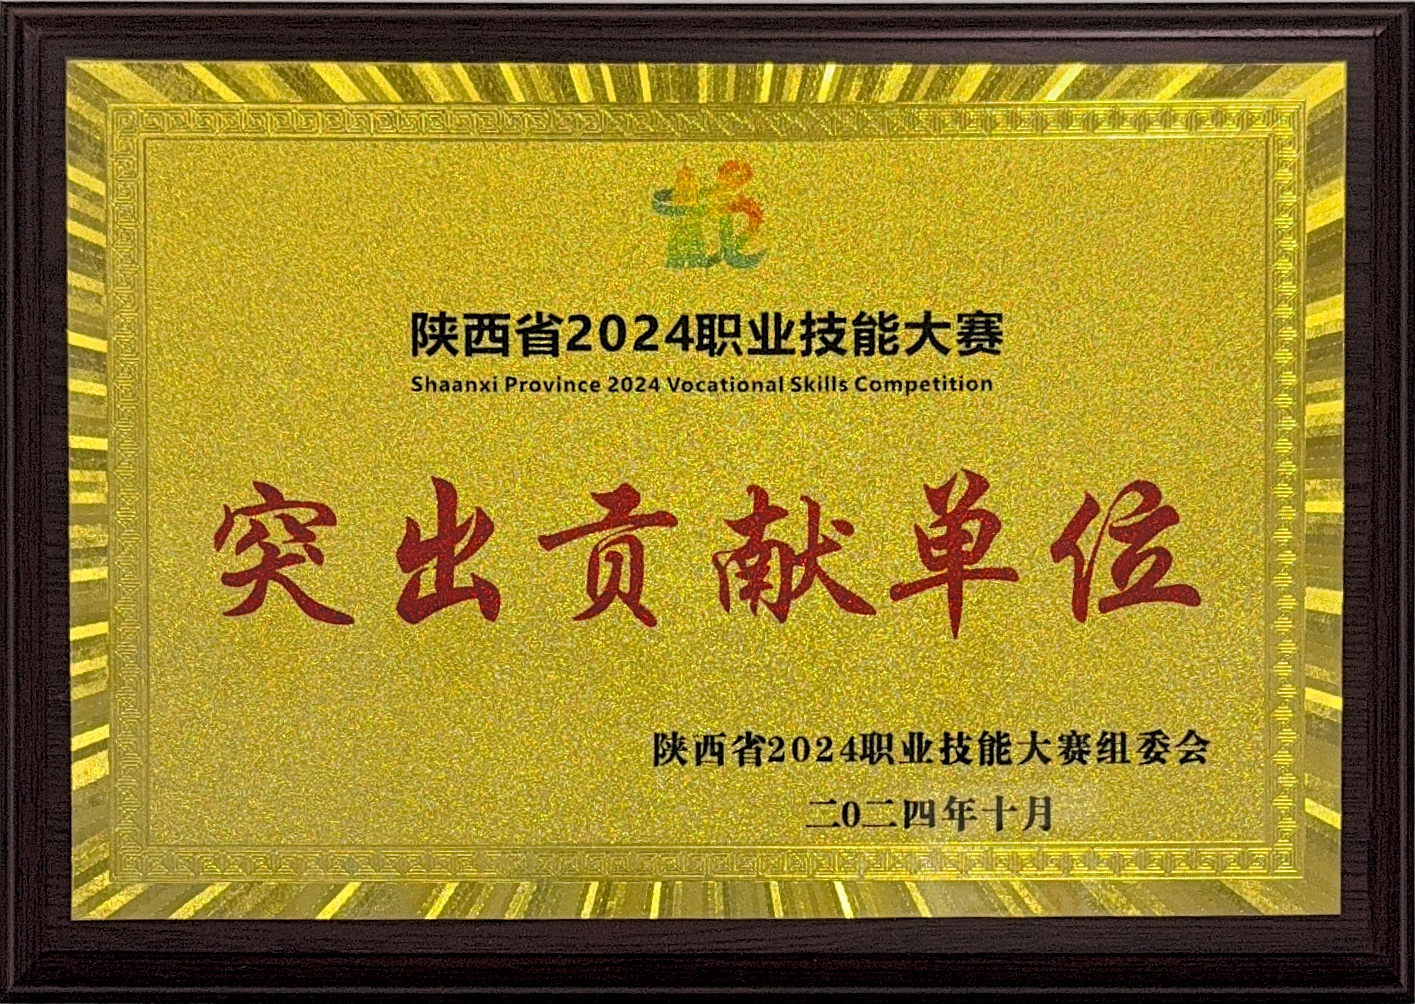 陕西省2024职业技能大赛
Shaanxi Province 2024 Vocational Skills Competition
突出贡献单位
陕西省2024职业技能大赛组委会
二0二四年十月